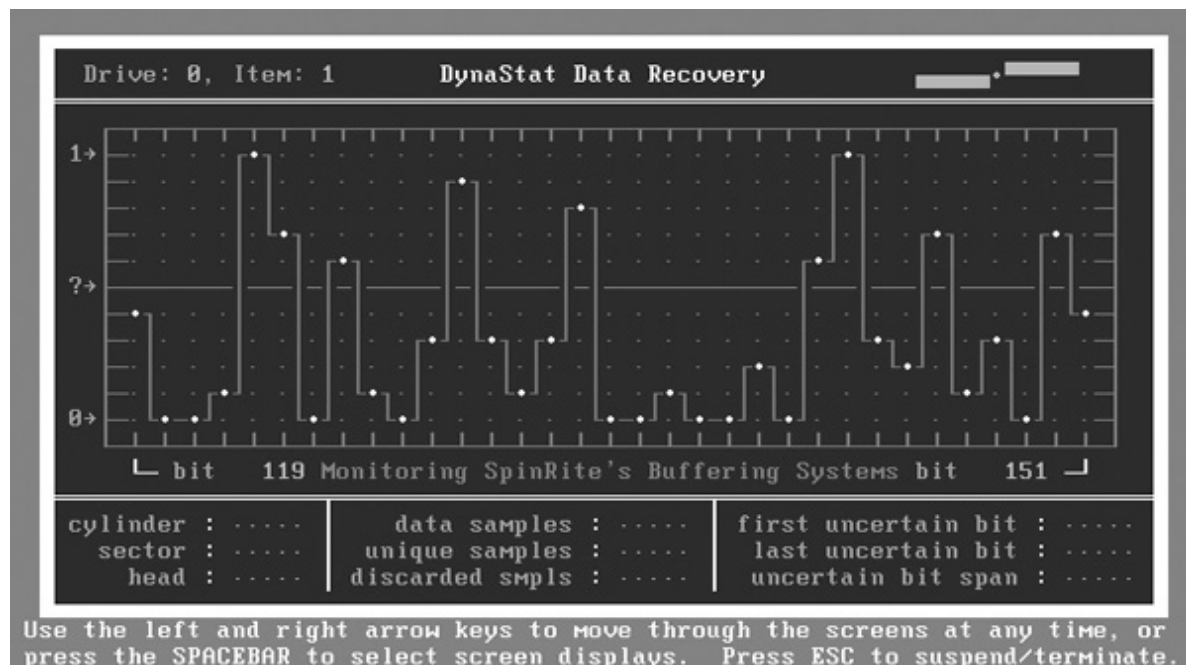 Drive: 0, Item: 1 DynaStat Data Recovery
1→
?→
0→
bit 119 Monitoring SpinRite's Buffering Systems bit 151
cylinder : ..... data samples : ..... first uncertain bit : .....
sector : ..... unique samples : ..... last uncertain bit : .....
head : ..... discarded smpls : ..... uncertain bit span : .....
Use the left and right arrow keys to move through the screens at any time, or
press the SPACEBAR to select screen displays. Press ESC to suspend/terminate.